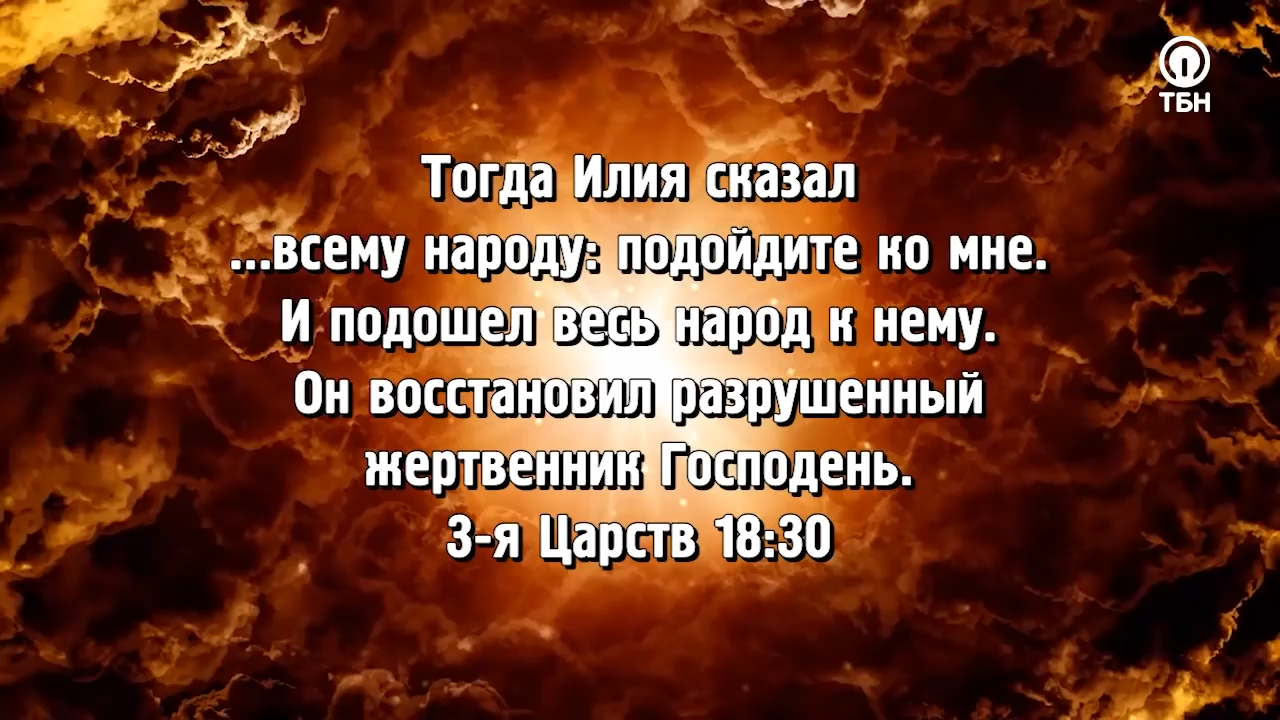 ТБН
Тогда Илия сказал
...всему народу: подойдите ко мне.
И подошел весь народ к нему.
Он восстановил разрушенный
жертвенник Господень.
3-я Царств 18:30